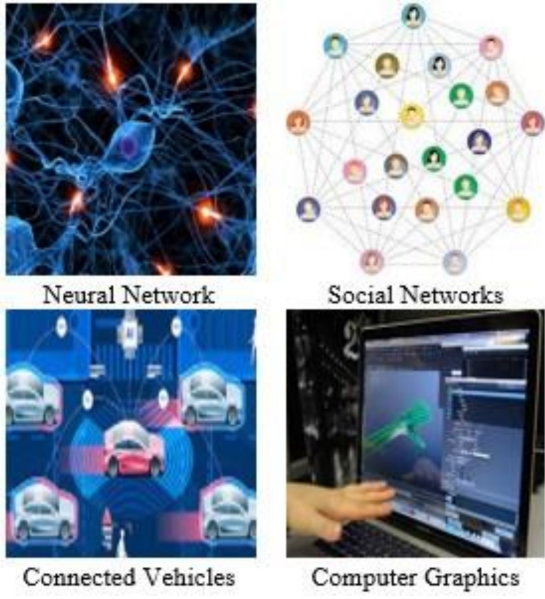 Neural Network
Social Networks
Connected Vehicles
Computer Graphics